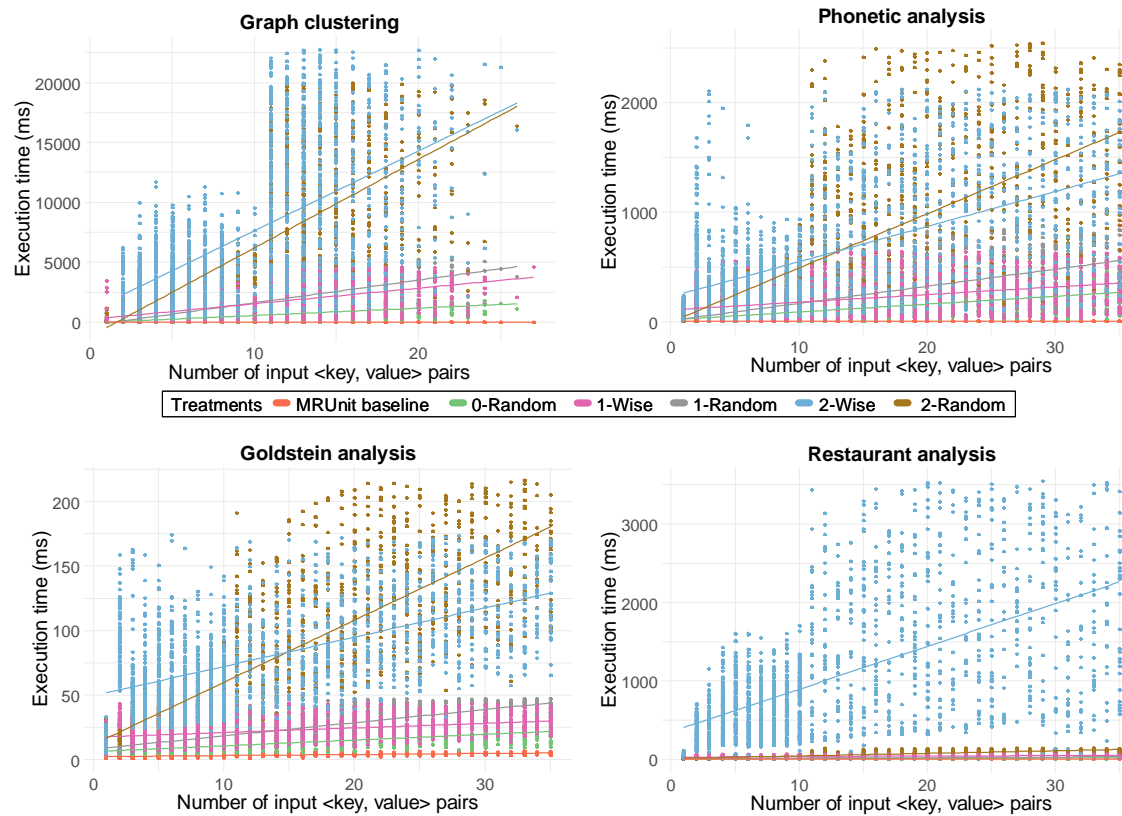 Graph clustering
Execution time (ms)
20000
15000
10000
5000
0
0 10 20
Number of input <key, value> pairs
Phonetic analysis
Execution time (ms)
2000
1000
0
0 10 20 30
Number of input <key, value> pairs
Treatments MRUnit baseline 0-Random 1-Wise 1-Random 2-Wise 2-Random
Goldstein analysis
Execution time (ms)
200
150
100
50
0
0 10 20 30
Number of input <key, value> pairs
Restaurant analysis
Execution time (ms)
3000
2000
1000
0
0 10 20 30
Number of input <key, value> pairs